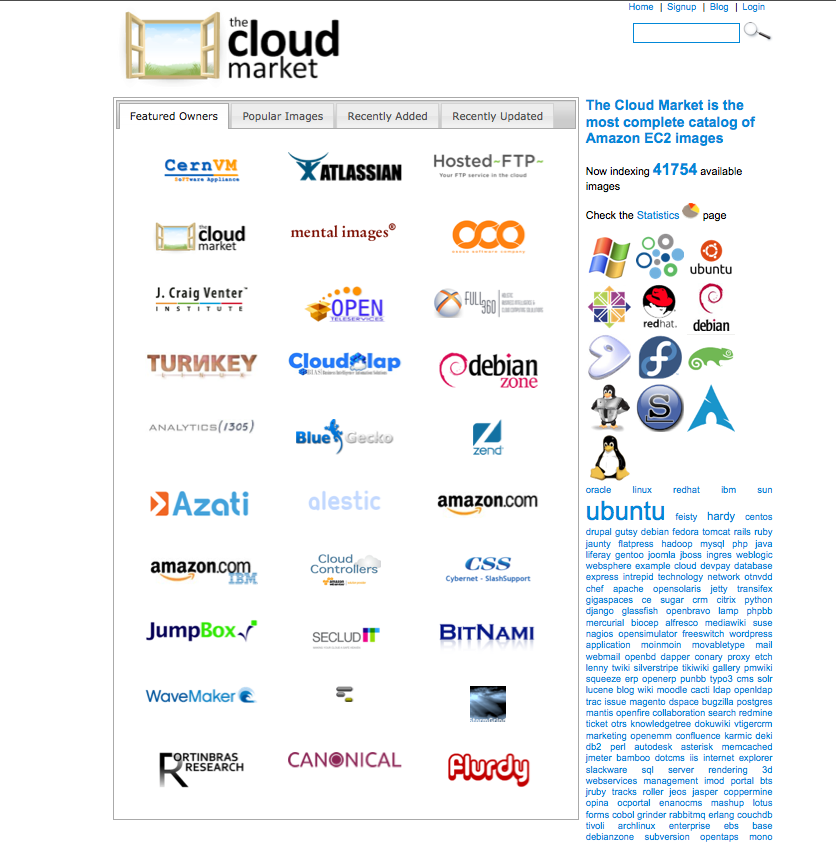 Home | Signup | Blog | Login
the
cloud
market
Featured Owners
Popular Images
Recently Added
Recently Updated
CernVM
Software Appliance
ATLASSIAN
Hosted~FTP~
Your FTP service in the cloud
the
cloud
market
mental images®
J. Craig Venter™
INSTITUTE
OPEN
TELESERVICES
FULL
360
TURNKEY
LINUX
debian
zone
ANALYTICS(1305)
Blue Gecko
zend
Azati
alestic
amazon.com
amazon.com
IBM
Cloud
Controllers
CSS
Cybernet - SlashSupport
JumpBox
SECLUDIT
BITNAMI
WaveMaker
StormGrind
FORTINBRAS
RESEARCH
CANONICAL
Flurdy
The Cloud Market is the
most complete catalog of
Amazon EC2 images
Now indexing 41754 available
images
Check the Statistics page
ubuntu
redhat.
debian
oracle linux redhat ibm sun
ubuntu feisty hardy centos
drupal gutsy debian fedora tomcat rails ruby
jaunty flatpress hadoop mysql php java
liferay gentoo joomla jboss ingres weblogic
websphere example cloud devpay database
express intrepid technology network otnvdd
chef apache opensolaris jetty transifex
gigaspaces ce sugar crm citrix python
django glassfish openbravo lamp phpbb
mercurial biocep alfresco mediawiki suse
nagios opensimulator freeswitch wordpress
application moinmoin movabletype mail
webmail openbd dapper conary proxy etch
lenny twiki silverstripe tikiwiki gallery pmwiki
squeeze erp openerp punbb typo3 cms solr
lucene blog wiki moodle cacti ldap openldap
trac issue magento dspace bugzilla postgres
mantis openfire collaboration search redmine
ticket otrs knowledgetree dokuwiki vtigercrm
marketing openemm confluence karmic deki
db2 perl autodesk asterisk memcached
jmeter bamboo dotcms iis internet explorer
slackware sql server rendering 3d
webservices management imod portal bts
jruby tracks roller jeos jasper coppermine
opina ocportal enanocms mashup lotus
forms cobol grinder rabbitmq erlang couchdb
tivoli archlinux enterprise ebs base
debianzone subversion opentaps mono